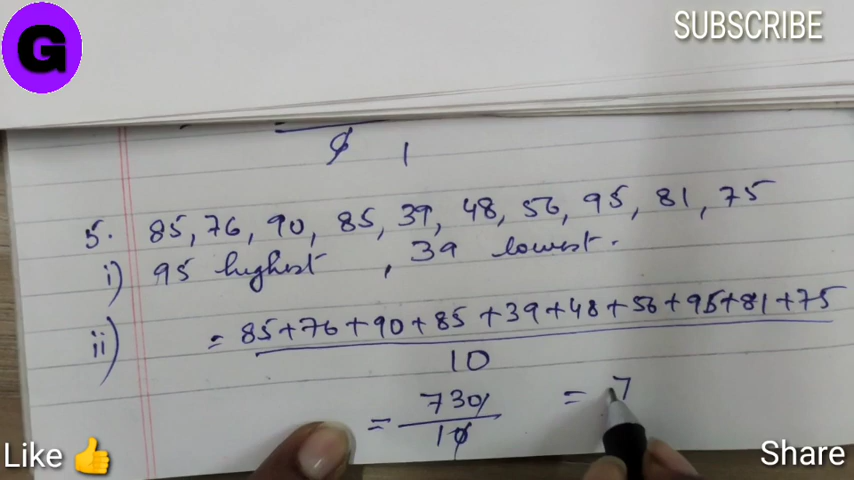 G
SUBSCRIBE
1
5. 85, 76, 90, 85, 39, 48, 56, 95, 81, 75
i) 95 highest , 39 lowest.
ii) = 85+76+90+85+39+48+56+95+81+75
10
= 730 = 7
10
Like 👍 Share